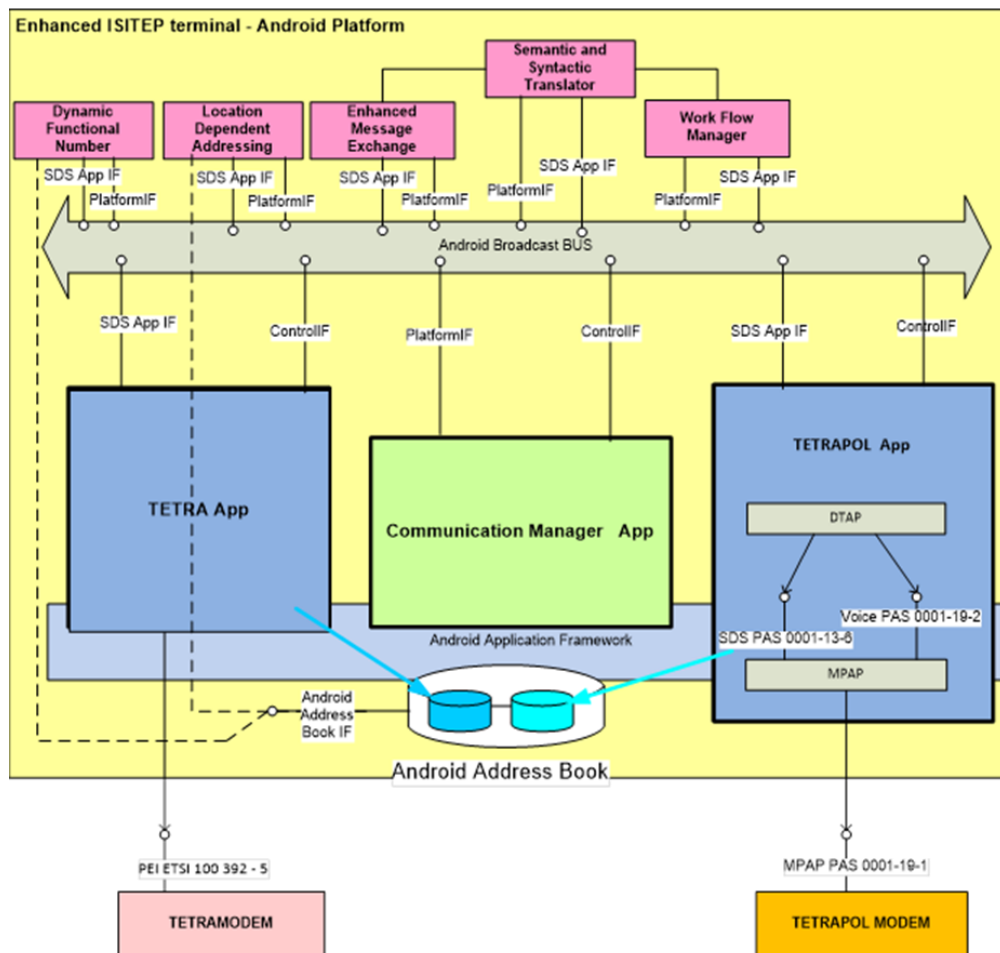 Enhanced ISITEP terminal - Android Platform
Semantic and
Syntactic
Translator
Dynamic
Functional
Number
Location
Dependent
Addressing
Enhanced
Message
Exchange
Work Flow
Manager
SDS App IF
PlatformIF
SDS App IF
PlatformIF
SDS App IF
PlatformIF
PlatformIF
SDS App IF
PlatformIF
SDS App IF
Android Broadcast BUS
SDS App IF
ControlIF
PlatformIF
ControlIF
SDS App IF
ControlIF
TETRA App
Communication Manager App
TETRAPOL App
DTAP
Voice PAS 0001-19-2
SDS PAS 0001-13-6
MPAP
Android Application Framework
Android
Address
Book IF
Android Address Book
PEI ETSI 100 392 - 5
MPAP PAS 0001-19-1
TETRAMODEM
TETRAPOL MODEM